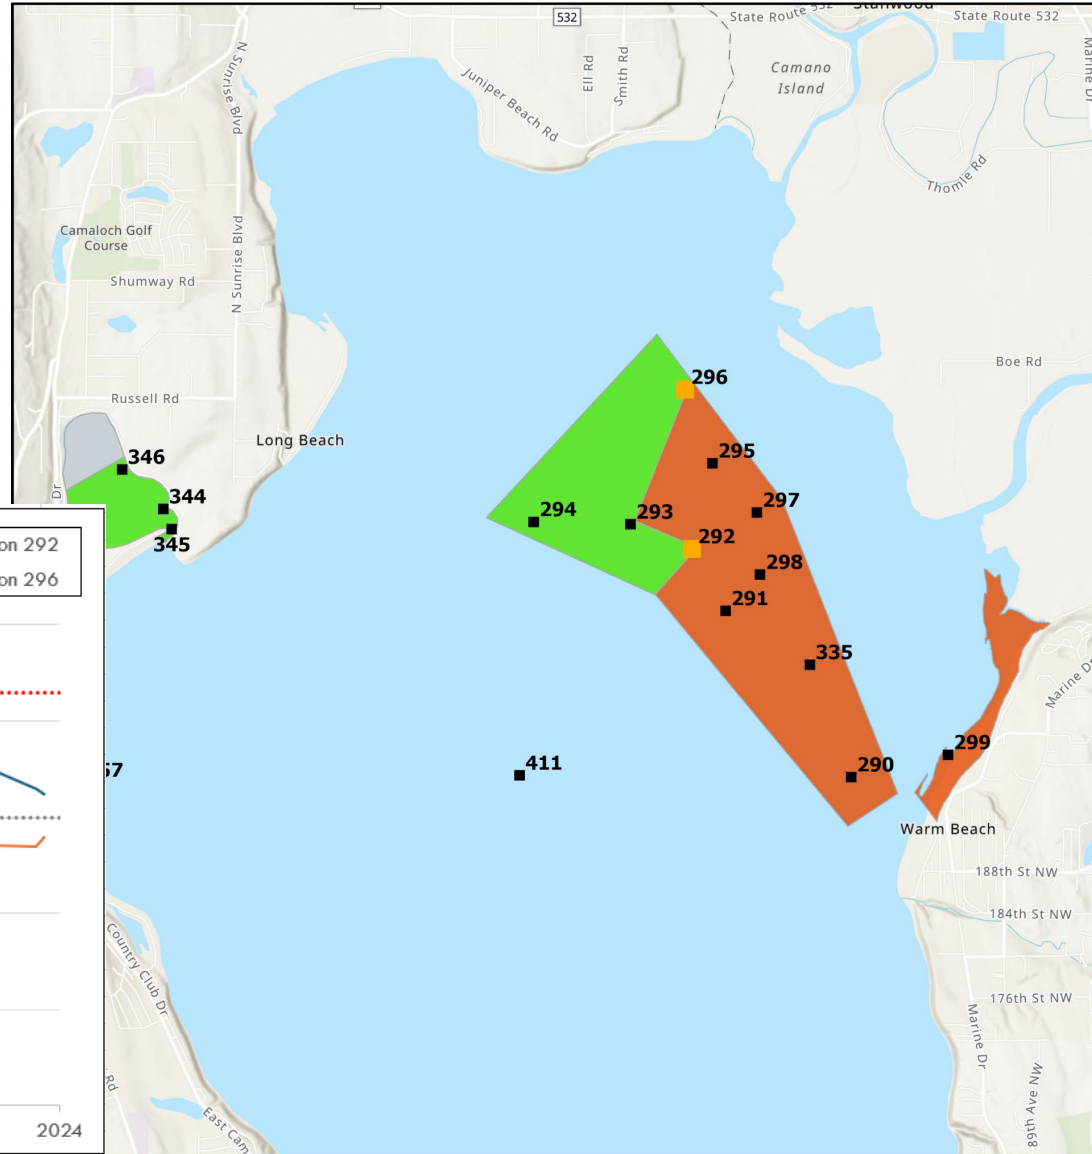 532
State Route 532
Stanwood
State Route 532
Marine Dr
N Sunrise Blvd
Juniper Beach Rd
Ell Rd
Smith Rd
Camano
Island
Thomle Rd
Camaloch Golf
Course
Shumway Rd
N Sunrise Blvd
Boe Rd
Russell Rd
Long Beach
296
295
346
344
345
Dr
294
293
297
292
298
291
335
290
299
411
57
on 292
on 296
2024
Marine Dr
Warm Beach
188th St NW
184th St NW
176th St NW
Marine Dr
89th Ave NW
Country Club Dr
Rd
East Cam